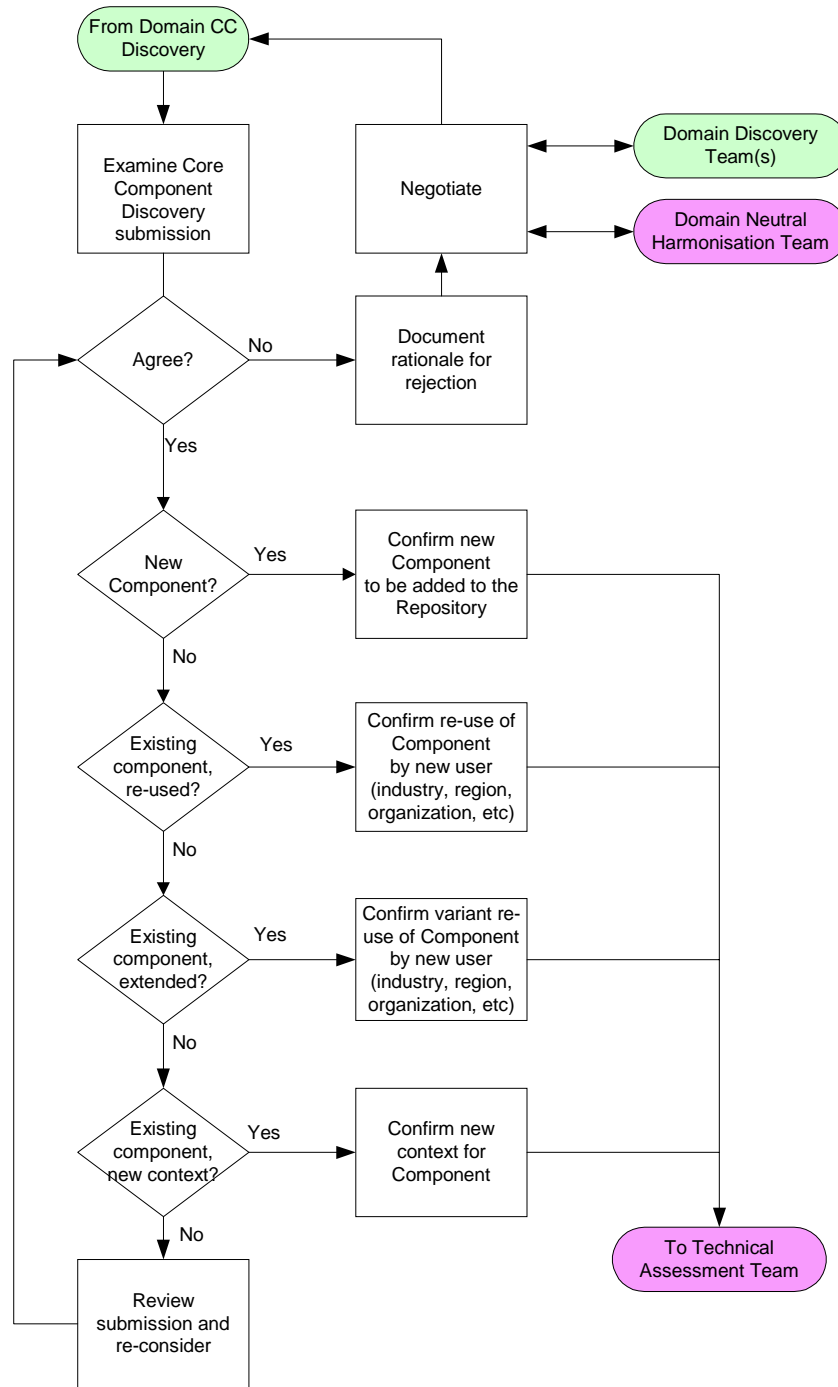 From Domain CC
Discovery
Domain Discovery
Team(s)
Examine Core
Component
Discovery
submission
Negotiate
Domain Neutral
Harmonisation Team
Agree?
No
Document
rationale for
rejection
Yes
New
Component?
Yes
Confirm new
Component
to be added to the
Repository
No
Existing
component,
re-used?
Yes
Confirm re-use of
Component
by new user
(industry, region,
organization, etc)
No
Existing
component,
extended?
Yes
Confirm variant re-
use of Component
by new user
(industry, region,
organization, etc)
No
Existing
component,
new context?
Yes
Confirm new
context for
Component
No
To Technical
Assessment Team
Review
submission and
re-consider